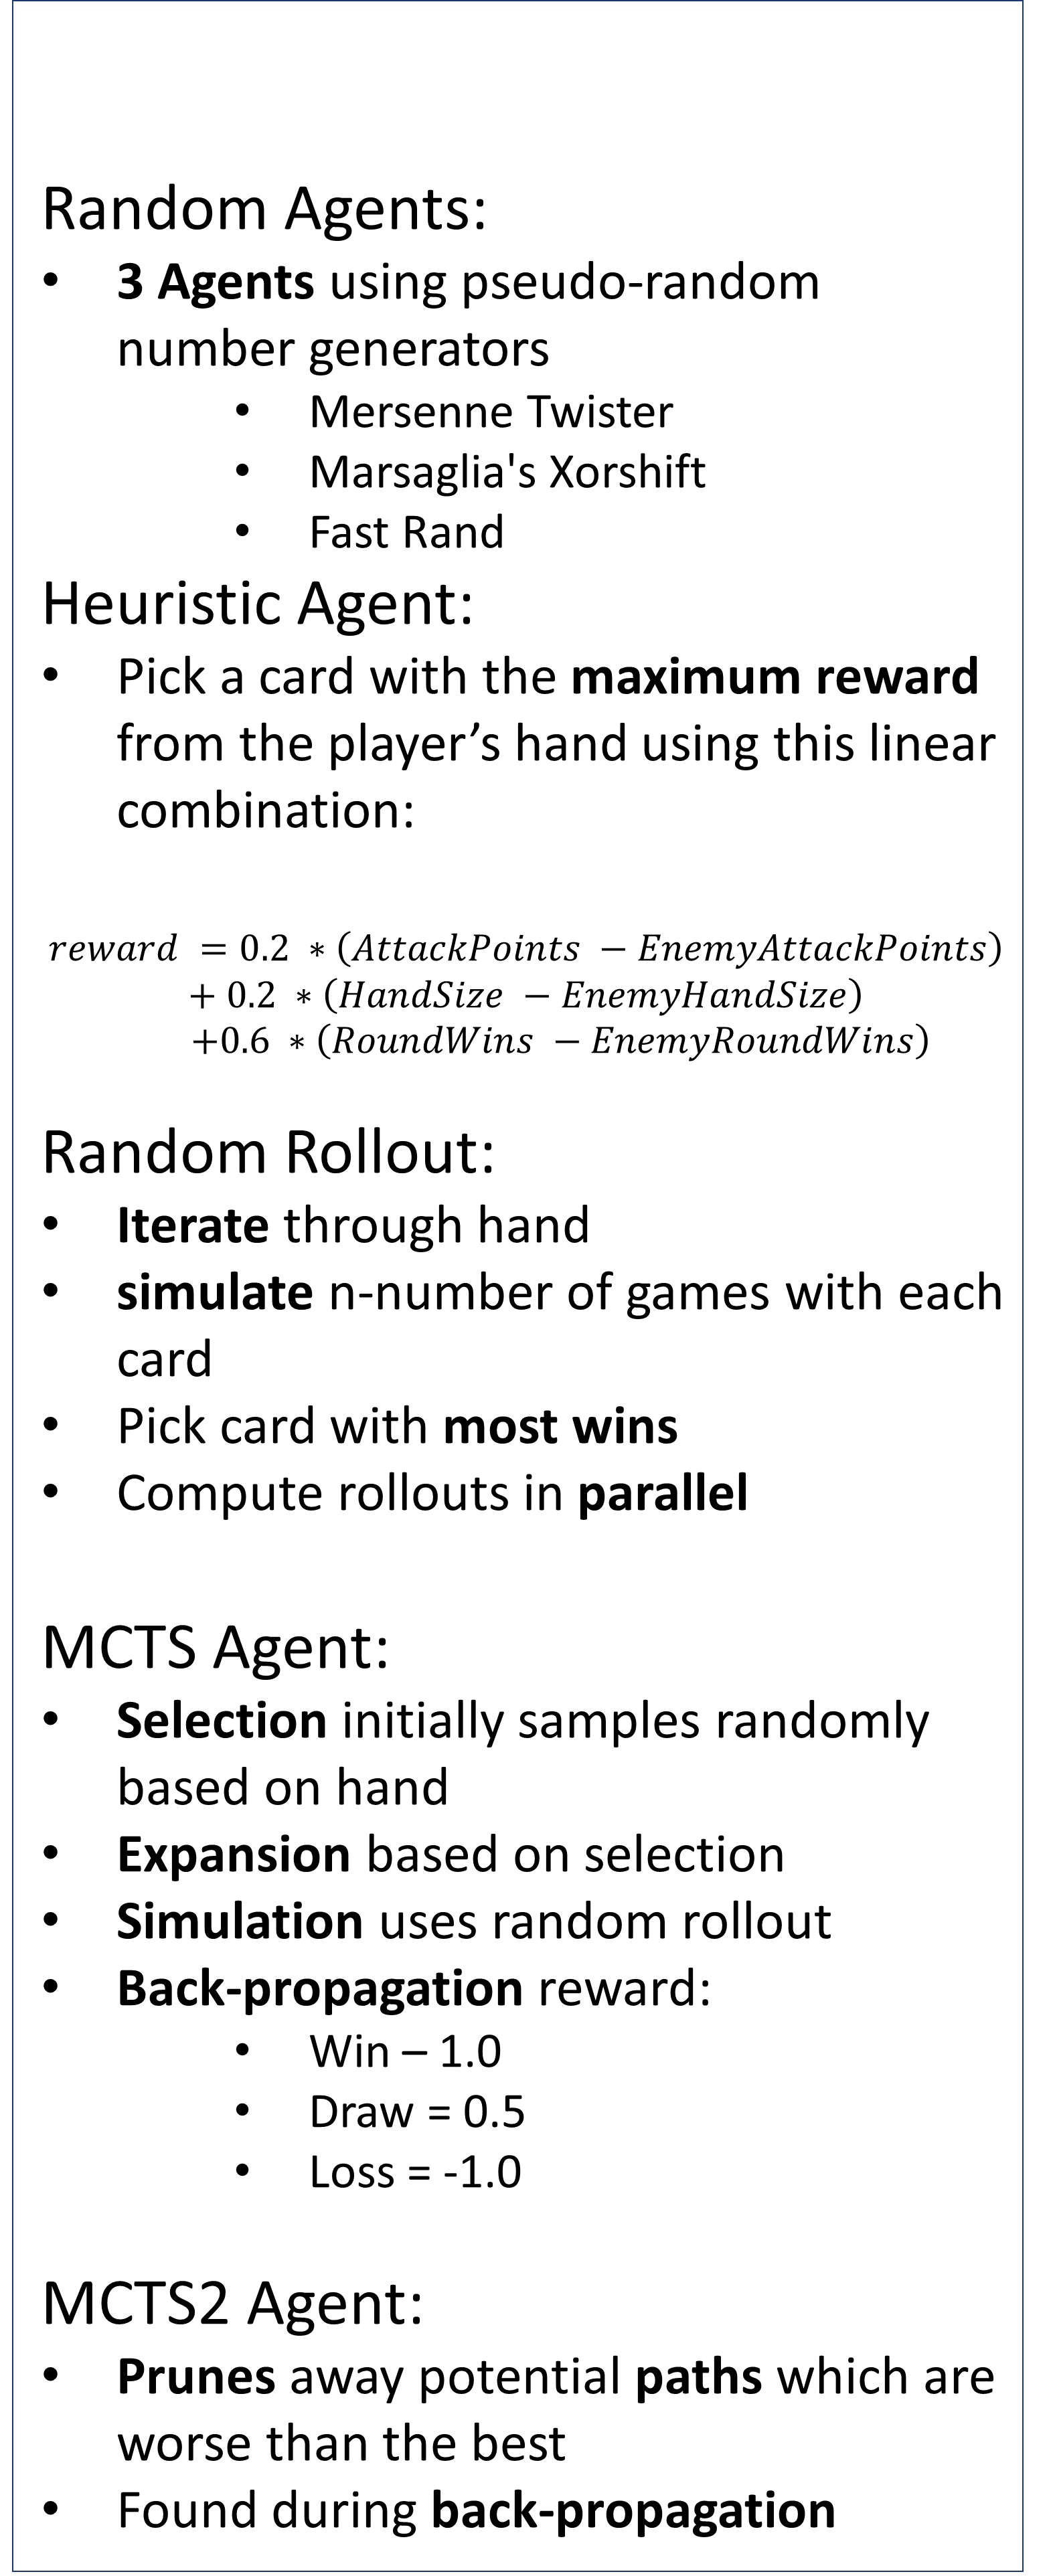 Random Agents:
• 3 Agents using pseudo-random
number generators
• Mersenne Twister
• Marsaglia's Xorshift
• Fast Rand
Heuristic Agent:
• Pick a card with the maximum reward
from the player’s hand using this linear
combination:
reward = 0.2 * (AttackPoints − EnemyAttackPoints)
+ 0.2 * (HandSize − EnemyHandSize)
+0.6 * (RoundWins − EnemyRoundWins)
Random Rollout:
• Iterate through hand
• simulate n-number of games with each
card
• Pick card with most wins
• Compute rollouts in parallel
MCTS Agent:
• Selection initially samples randomly
based on hand
• Expansion based on selection
• Simulation uses random rollout
• Back-propagation reward:
• Win – 1.0
• Draw = 0.5
• Loss = -1.0
MCTS2 Agent:
• Prunes away potential paths which are
worse than the best
• Found during back-propagation